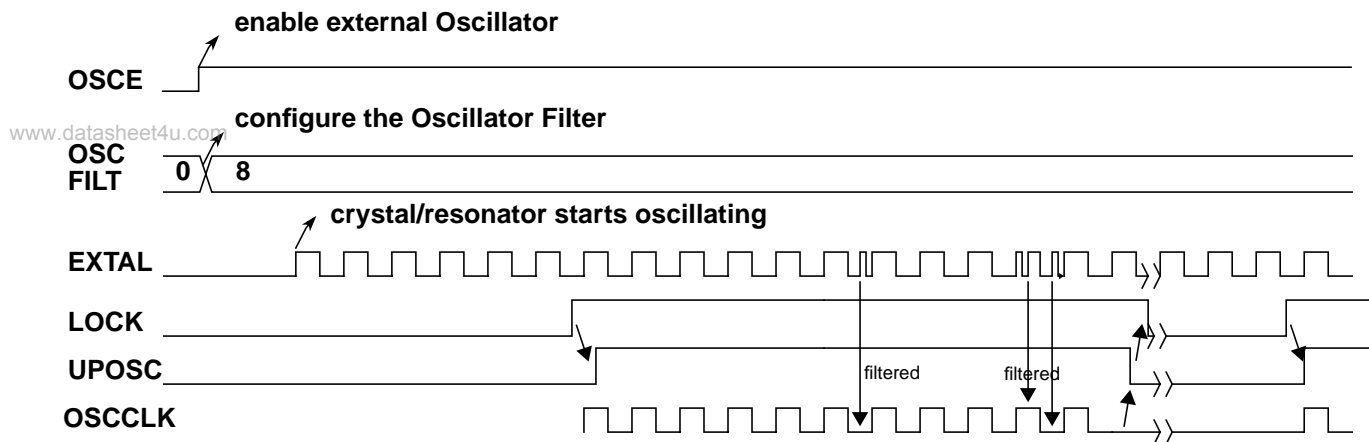 enable external Oscillator
OSCE
configure the Oscillator Filter
www.datasheet4u.com
OSC
FILT
0 8
crystal/resonator starts oscillating
EXTAL
LOCK
UPOSC
filtered filtered
OSCCLK